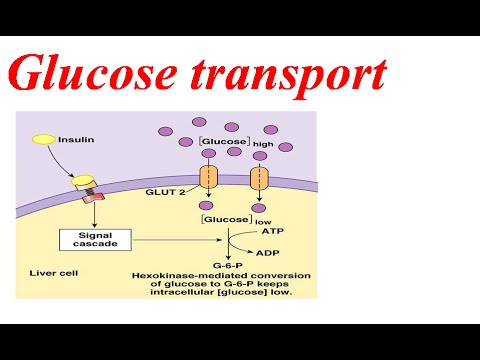 Glucose transport
Insulin
[Glucose] high
GLUT 2
[Glucose] low
Signal
cascade
ATP
ADP
G-6-P
Liver cell
Hexokinase-mediated conversion
of glucose to G-6-P keeps
intracellular [glucose] low.